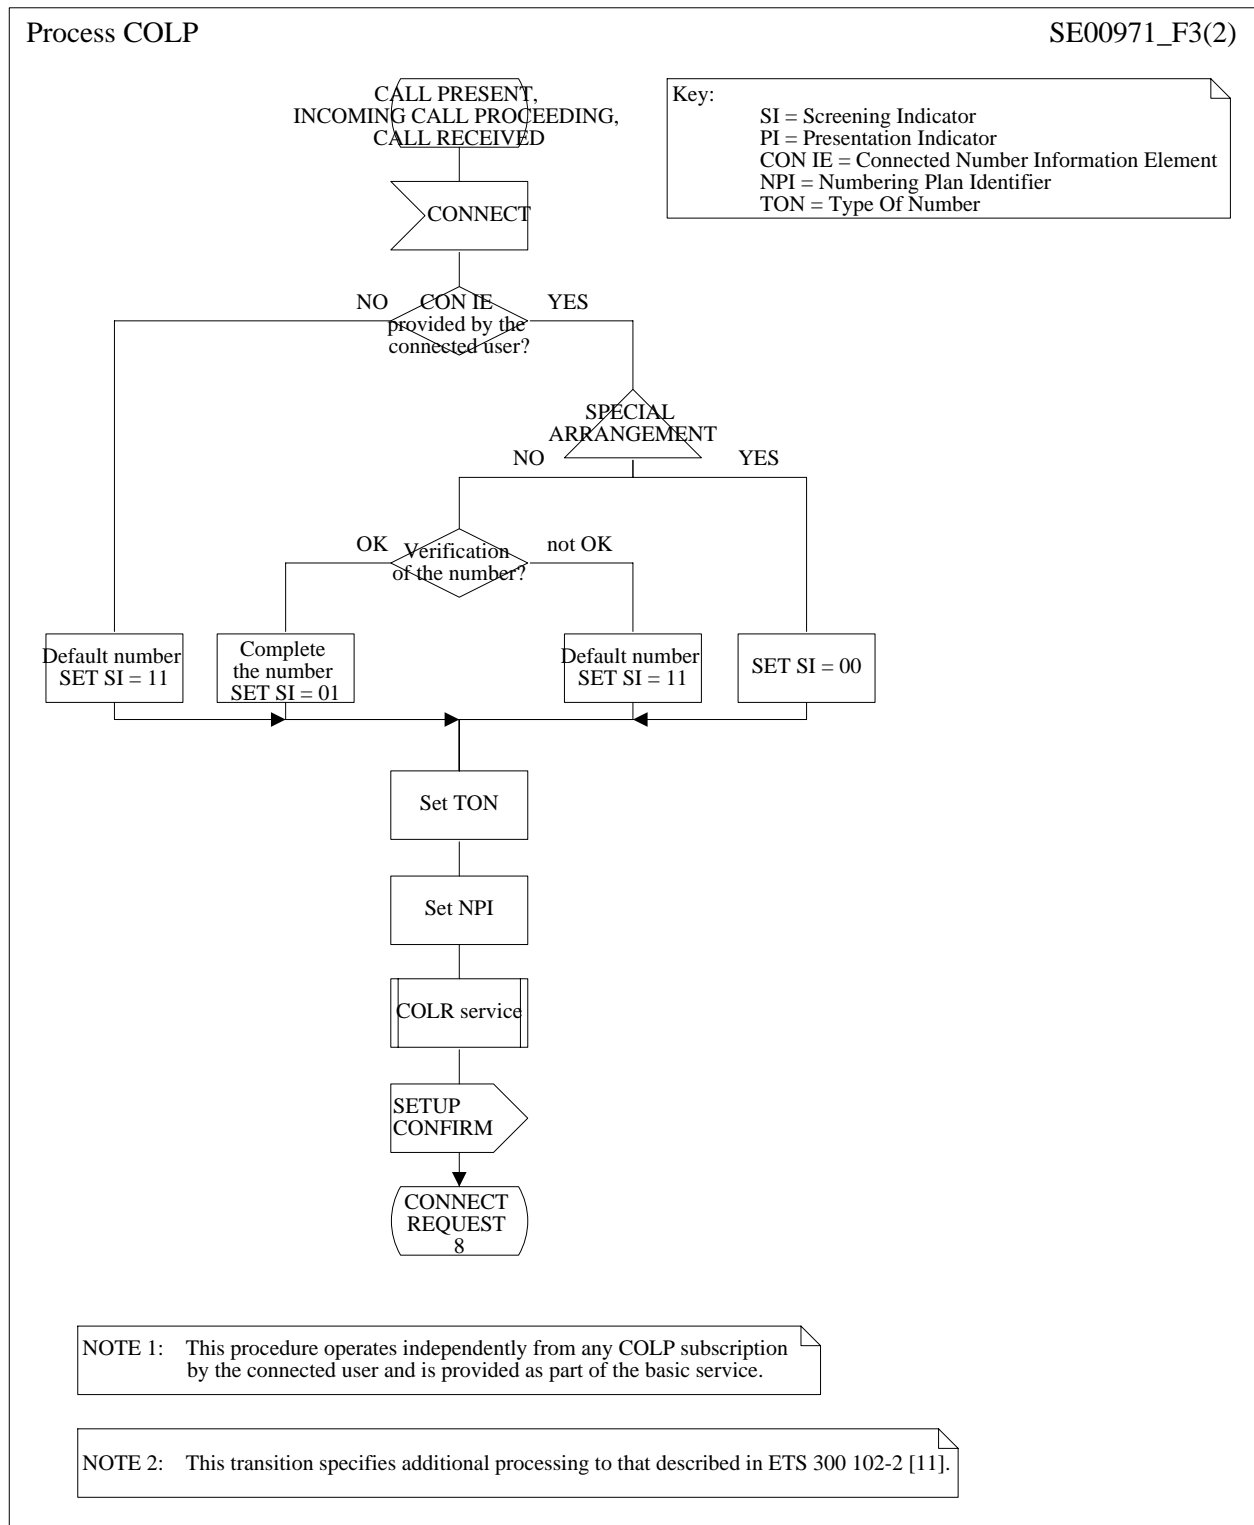 Process COLP
SE00971_F3(2)
CALL PRESENT,
INCOMING CALL PROCEEDING,
CALL RECEIVED
Key:
SI = Screening Indicator
PI = Presentation Indicator
CON IE = Connected Number Information Element
NPI = Numbering Plan Identifier
TON = Type Of Number
CONNECT
NO
CON IE
provided by the
connected user?
YES
SPECIAL
ARRANGEMENT
NO
YES
OK
Verification
of the number?
not OK
Default number
SET SI = 11
Complete
the number
SET SI = 01
Default number
SET SI = 11
SET SI = 00
Set TON
Set NPI
COLR service
SETUP
CONFIRM
CONNECT
REQUEST
8
NOTE 1: This procedure operates independently from any COLP subscription
by the connected user and is provided as part of the basic service.
NOTE 2: This transition specifies additional processing to that described in ETS 300 102-2 [11].